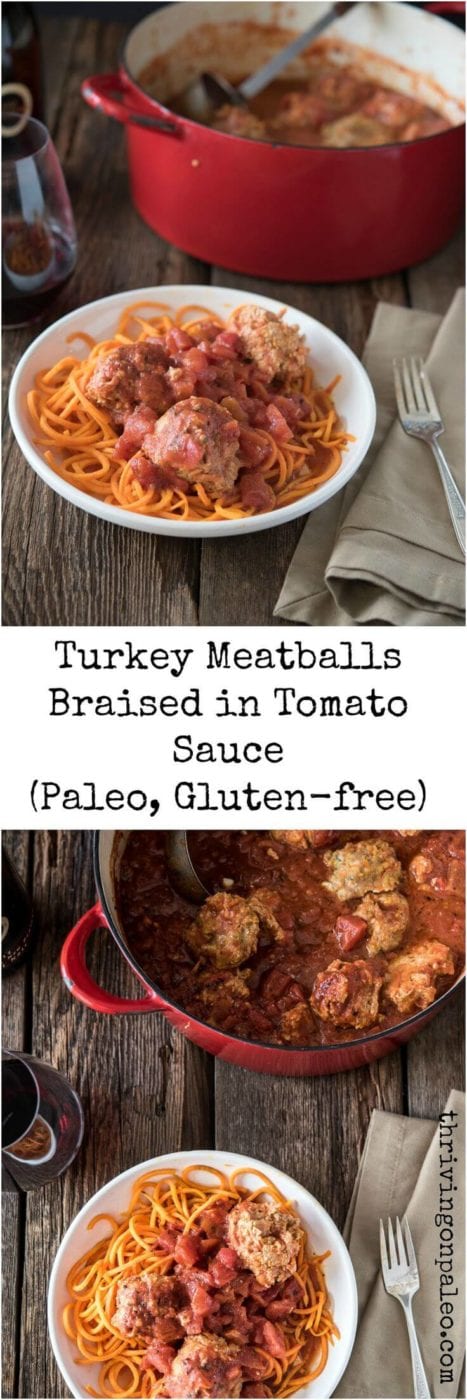 Turkey Meatballs
Braised in Tomato
Sauce
(Paleo, Gluten-free)
thrivingonpaleo.com